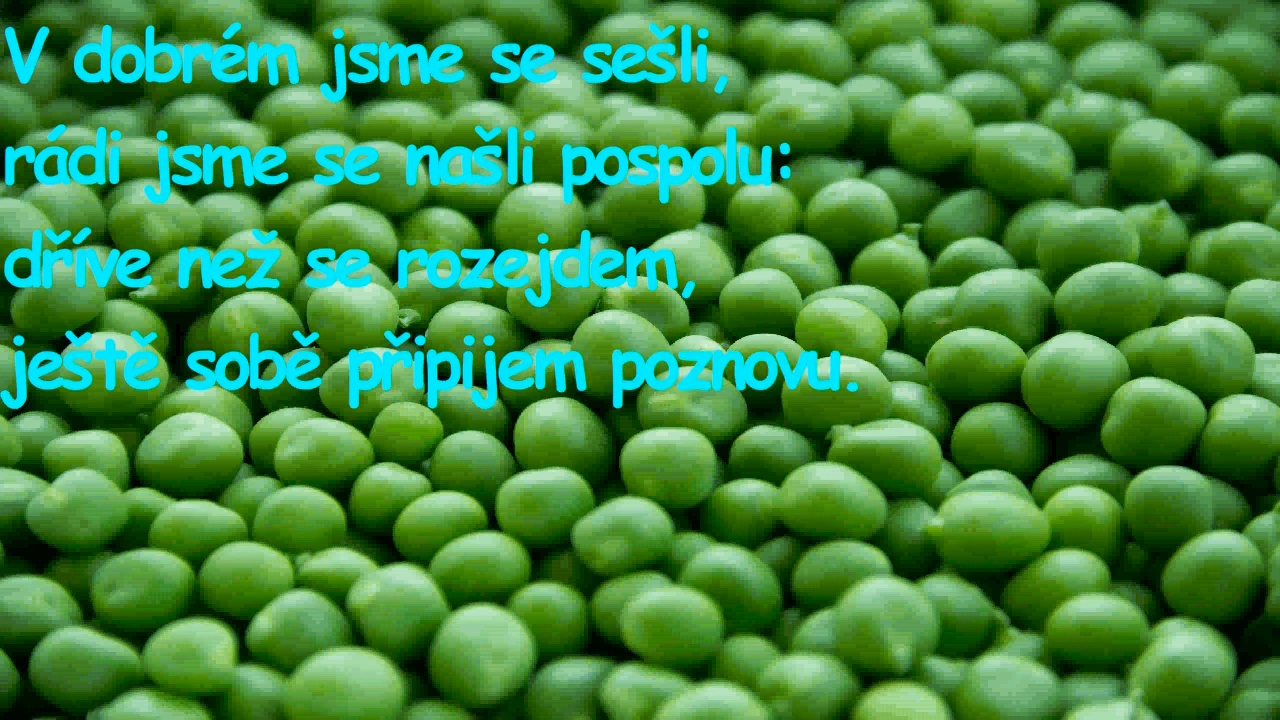 V dobrém jsme se sešli,
rádi jsme se našli pospolu:
dříve než se rozejdem,
ještě sobě připijem poznovu.